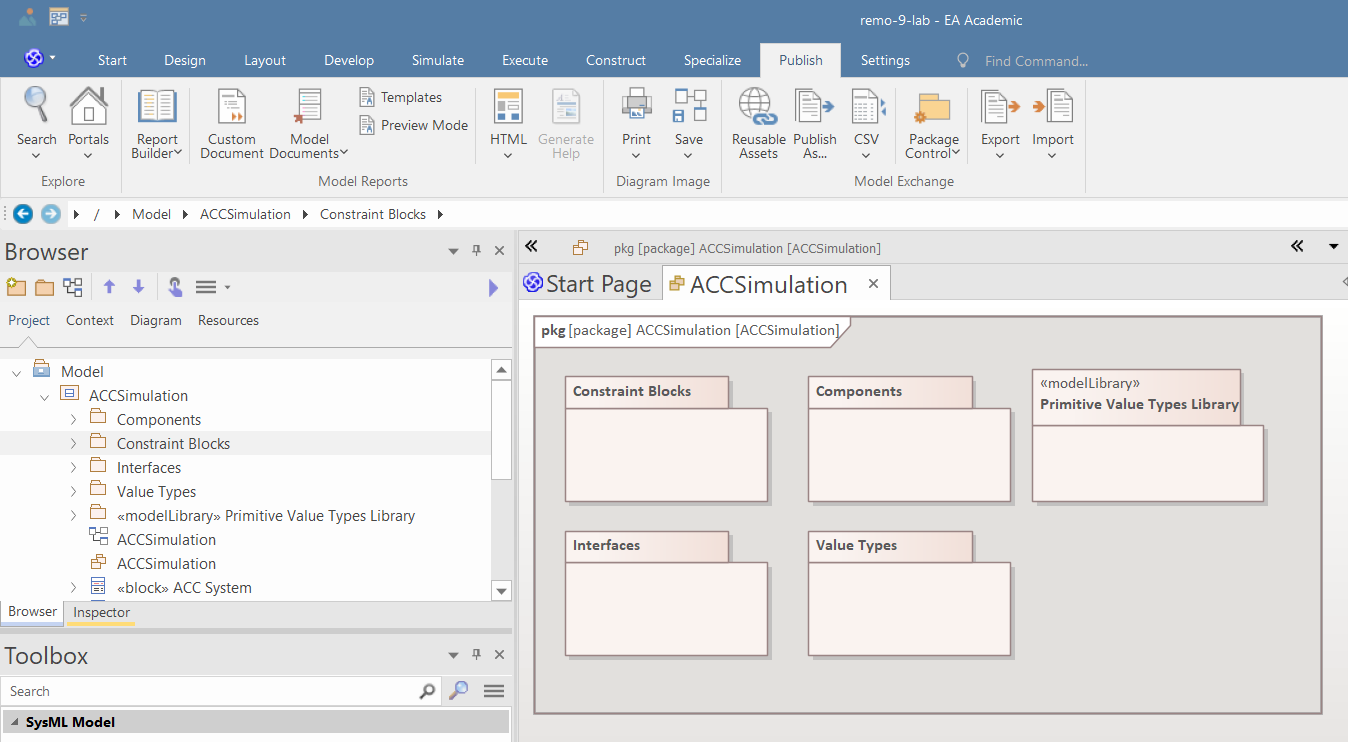 remo-9-lab - EA Academic
Start Design Layout Develop Simulate Execute Construct Specialize Publish Settings Find Command...
Search
Portals
Explore
Report
Builder
Custom
Document
Model
Documents
Templates
Preview Mode
Model Reports
HTML
Generate
Help
Print
Save
Diagram Image
Reusable
Assets
Publish
As...
CSV
Package
Control
Export
Import
Model Exchange
/ Model ACCSimulation Constraint Blocks
Browser
Project Context Diagram Resources
Model
ACCSimulation
Components
Constraint Blocks
Interfaces
Value Types
«modelLibrary» Primitive Value Types Library
ACCSimulation
ACCSimulation
«block» ACC System
Browser Inspector
Toolbox
Search
SysML Model
pkg [package] ACCSimulation [ACCSimulation]
Start Page
ACCSimulation
pkg [package] ACCSimulation [ACCSimulation]
Constraint Blocks
Components
«modelLibrary»
Primitive Value Types Library
Interfaces
Value Types